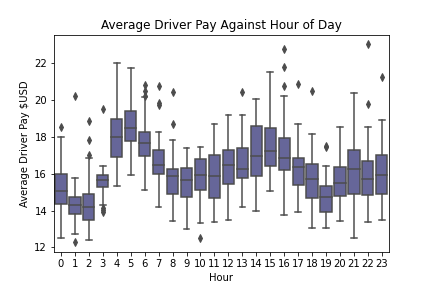 Average Driver Pay Against Hour of Day
Average Driver Pay $USD
22
20
18
16
14
12
0 1 2 3 4 5 6 7 8 9 10 11 12 13 14 15 16 17 18 19 20 21 22 23
Hour